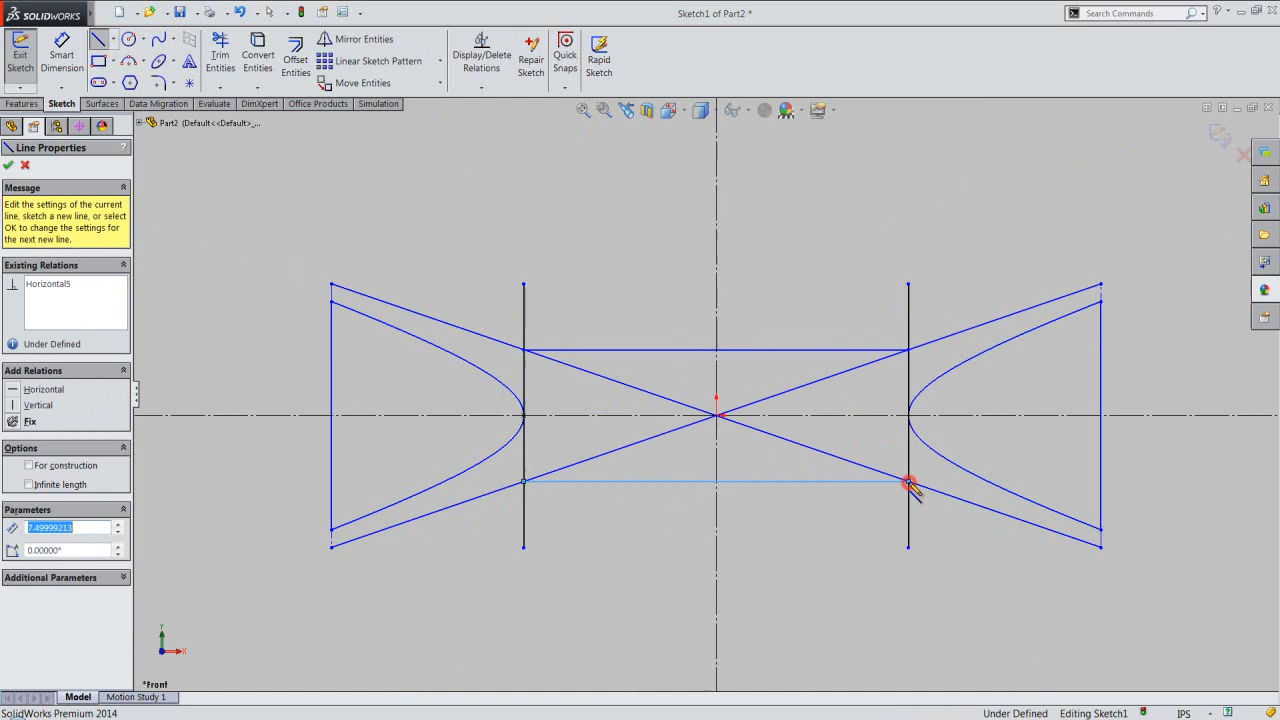 SOLIDWORKS
Sketch1 of Part2 *
Search Commands
Exit Sketch
Smart Dimension
Trim Entities
Convert Entities
Offset Entities
Mirror Entities
Linear Sketch Pattern
Move Entities
Display/Delete Relations
Repair Sketch
Quick Snaps
Rapid Sketch
Features
Sketch
Surfaces
Data Migration
Evaluate
DimXpert
Office Products
Simulation
Part2 (Default<<Default>_...
Line Properties
?
Message
Edit the settings of the current
line, sketch a new line, or select
OK to change the settings for
the next new line.
Existing Relations
Horizontal5
Under Defined
Add Relations
Horizontal
Vertical
Fix
Options
For construction
Infinite length
Parameters
7.49999213
0.00000°
Additional Parameters
Y
X
*Front
Model
Motion Study 1
SolidWorks Premium 2014
Under Defined
Editing Sketch1
IPS
?